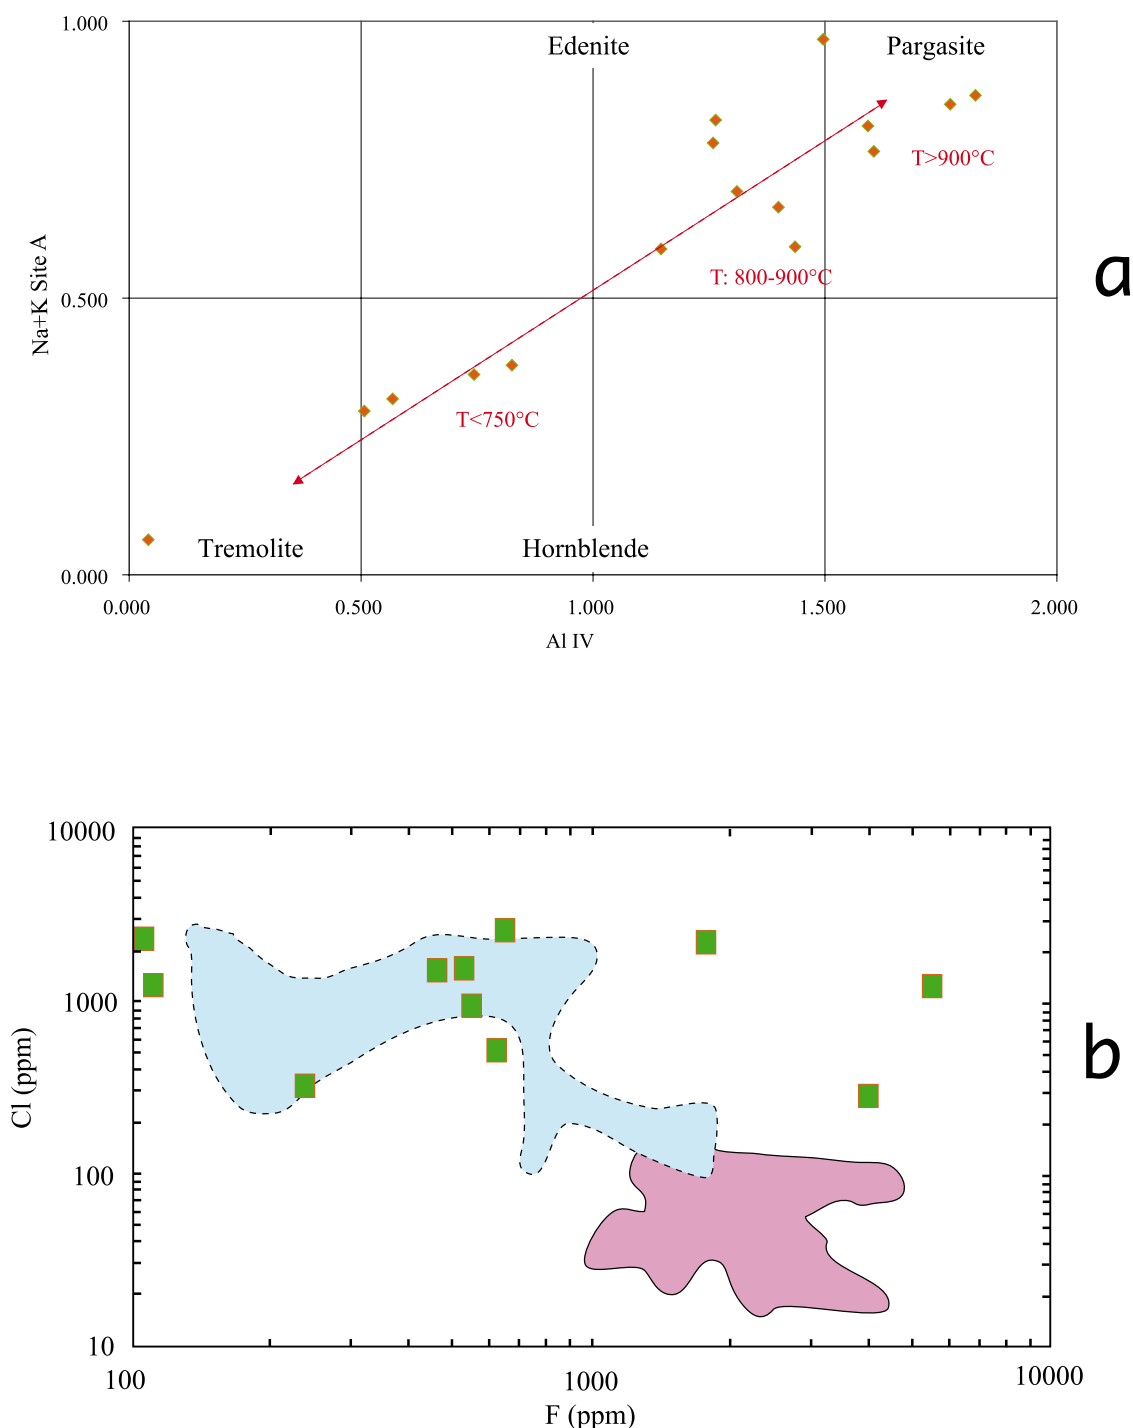 1.000
Edenite
Pargasite
T>900°C
Na+K Site A
T: 800-900°C
a
0.500
T<750°C
Tremolite
Hornblende
0.000
0.000
0.500
1.000
1.500
2.000
Al IV
10000
1000
Cl (ppm)
b
100
10
100
1000
10000
F (ppm)